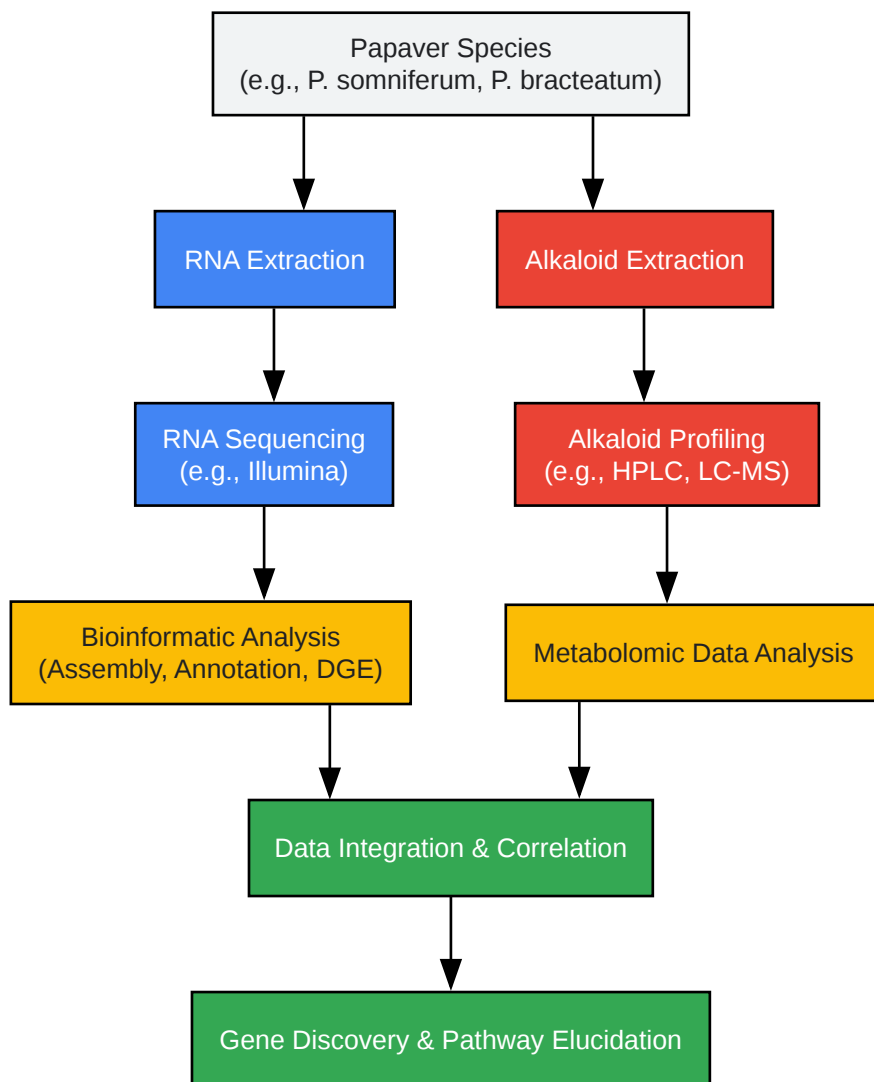 Papaver Species
(e.g., P. somniferum, P. bracteatum)
RNA Extraction
Alkaloid Extraction
RNA Sequencing
(e.g., Illumina)
Alkaloid Profiling
(e.g., HPLC, LC-MS)
Bioinformatic Analysis
(Assembly, Annotation, DGE)
Metabolomic Data Analysis
Data Integration & Correlation
Gene Discovery & Pathway Elucidation